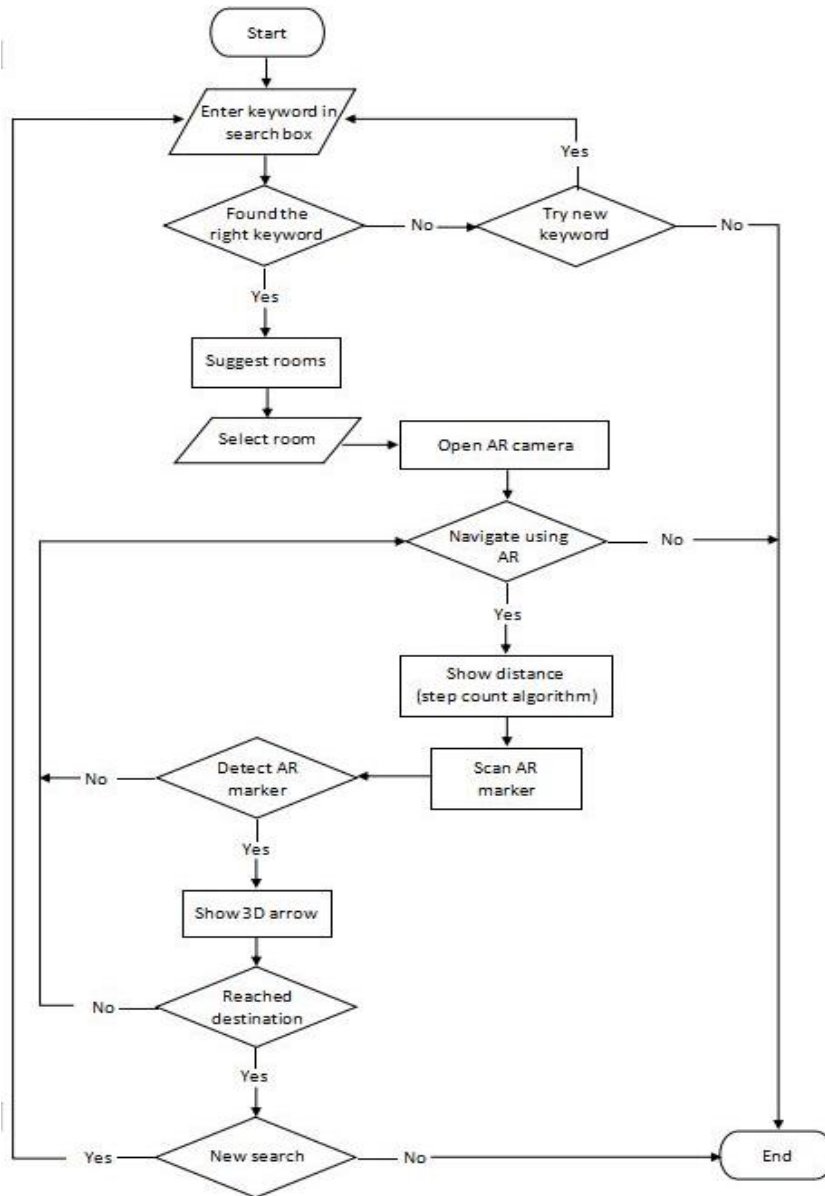 Start
Enter keyword in
search box
Yes
Found the
right keyword
No
Try new
keyword
No
Yes
Suggest rooms
Select room
Open AR camera
Navigate using
AR
No
Yes
Show distance
(step count algorithm)
Scan AR
marker
Detect AR
marker
No
Yes
Show 3D arrow
Reached
destination
No
Yes
New search
Yes
No
End